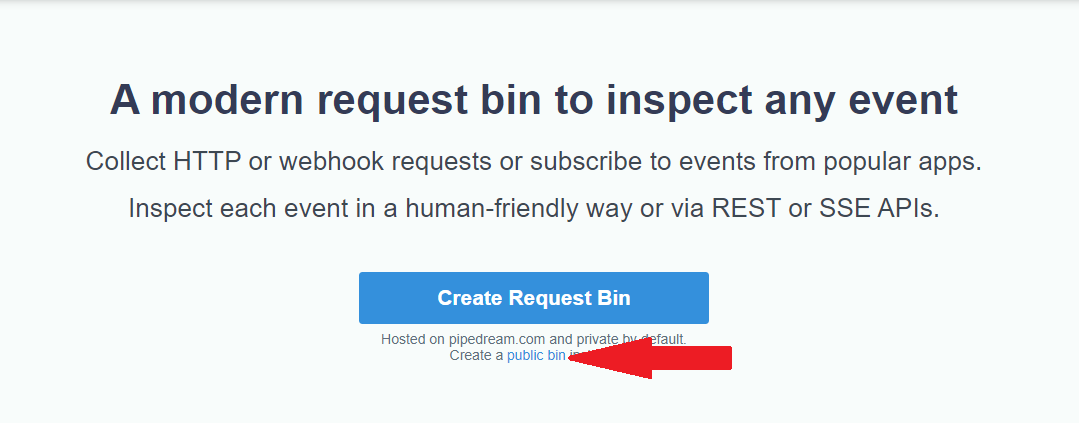 A modern request bin to inspect any event
Collect HTTP or webhook requests or subscribe to events from popular apps.
Inspect each event in a human-friendly way or via REST or SSE APIs.
Create Request Bin
Hosted on pipedream.com and private by default.
Create a public bin